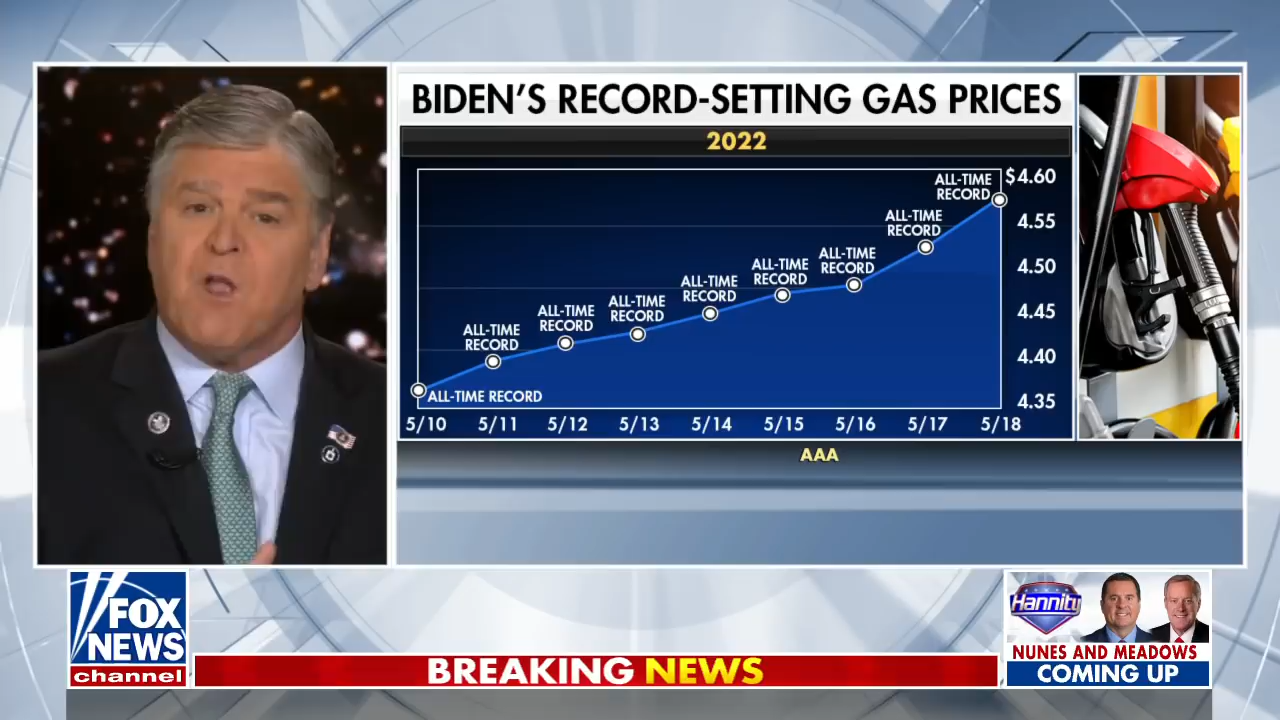 BIDEN'S RECORD-SETTING GAS PRICES
2022
ALL-TIME RECORD
ALL-TIME
RECORD
ALL-TIME
RECORD
ALL-TIME
RECORD
ALL-TIME
RECORD
ALL-TIME
RECORD
ALL-TIME
RECORD
ALL-TIME
RECORD
ALL-TIME
RECORD
$4.60
4.55
4.50
4.45
4.40
4.35
5/10 5/11 5/12 5/13 5/14 5/15 5/16 5/17 5/18
AAA
FOX
NEWS
channel
BREAKING NEWS
Hannity
NUNES AND MEADOWS
COMING UP